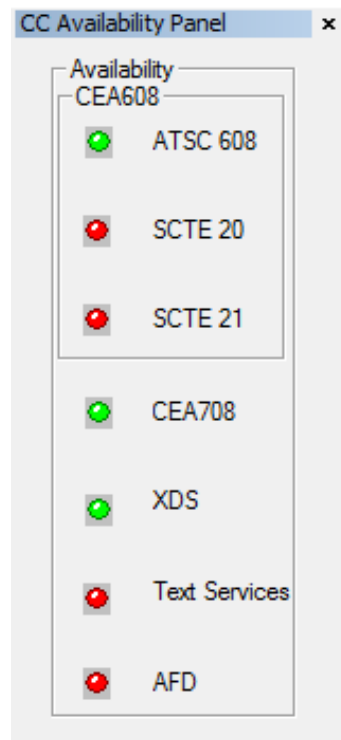 CC Availability Panel
Availability
CEA608
ATSC 608
SCTE 20
SCTE 21
CEA708
XDS
Text Services
AFD